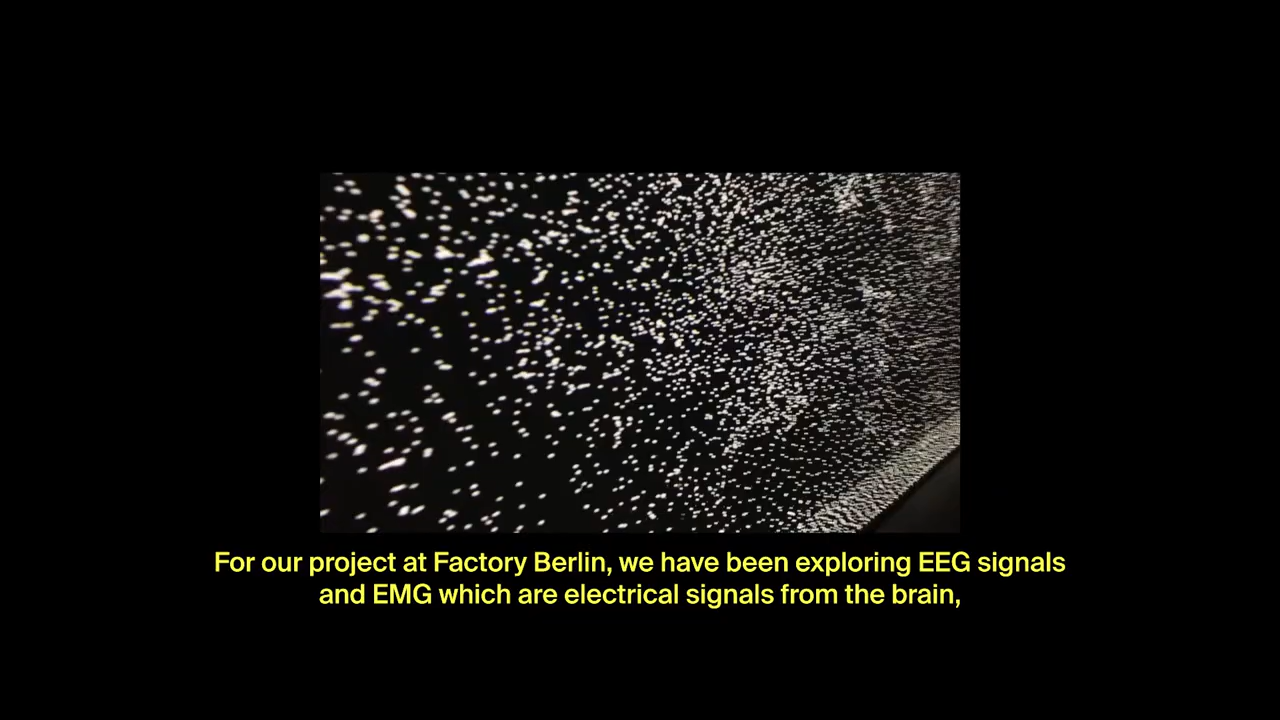 For our project at Factory Berlin, we have been exploring EEG signals
and EMG which are electrical signals from the brain,